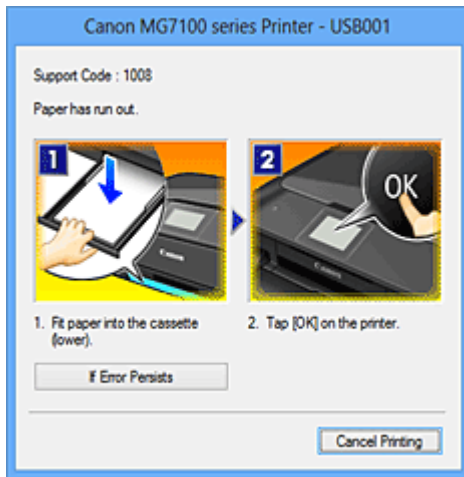 Canon MG7100 series Printer - USB001
Support Code : 1008
Paper has run out.
1
2
OK
Canon
Canon
1. Fit paper into the cassette
(lower).
2. Tap [OK] on the printer.
If Error Persists
Cancel Printing